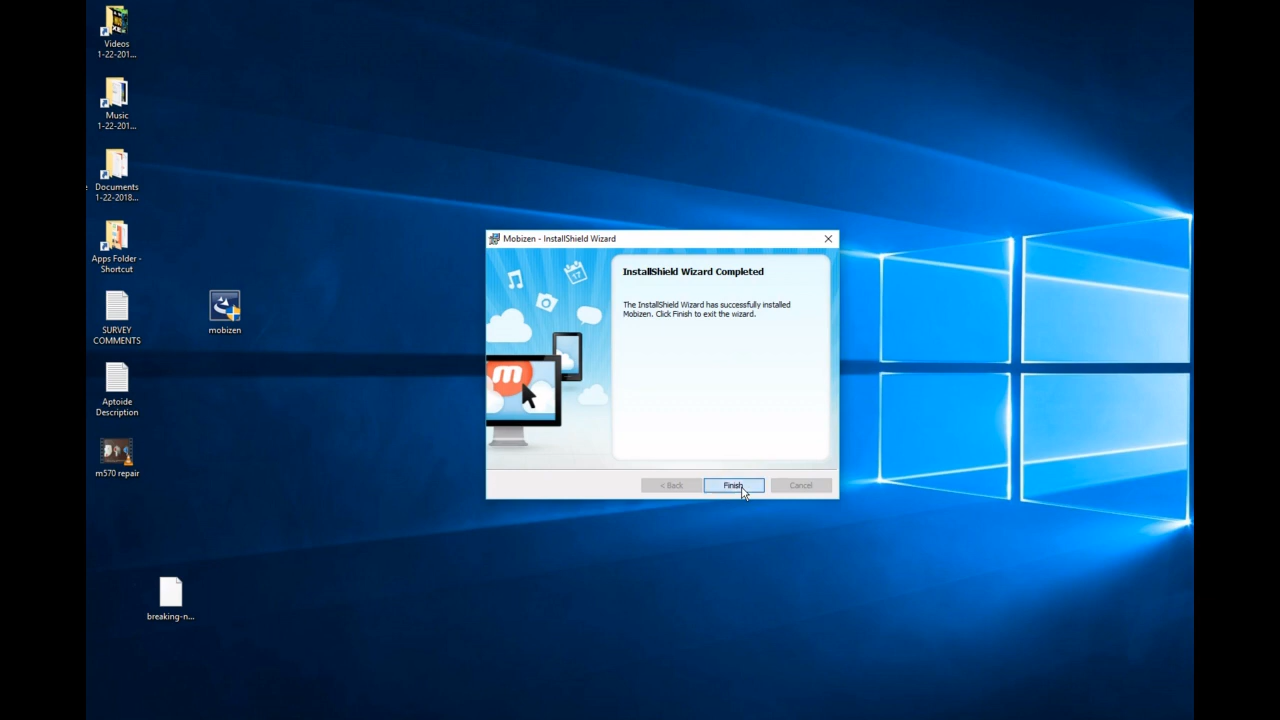 Videos
1-22-201...
Music
1-22-201...
Documents
1-22-2018...
Apps Folder -
Shortcut
SURVEY
COMMENTS
Aptoide
Description
m570 repair
mobizen
breaking-n...
Mobizen - InstallShield Wizard
InstallShield Wizard Completed
The InstallShield Wizard has successfully installed
Mobizen. Click Finish to exit the wizard.
17
m
< Back
Finish
Cancel